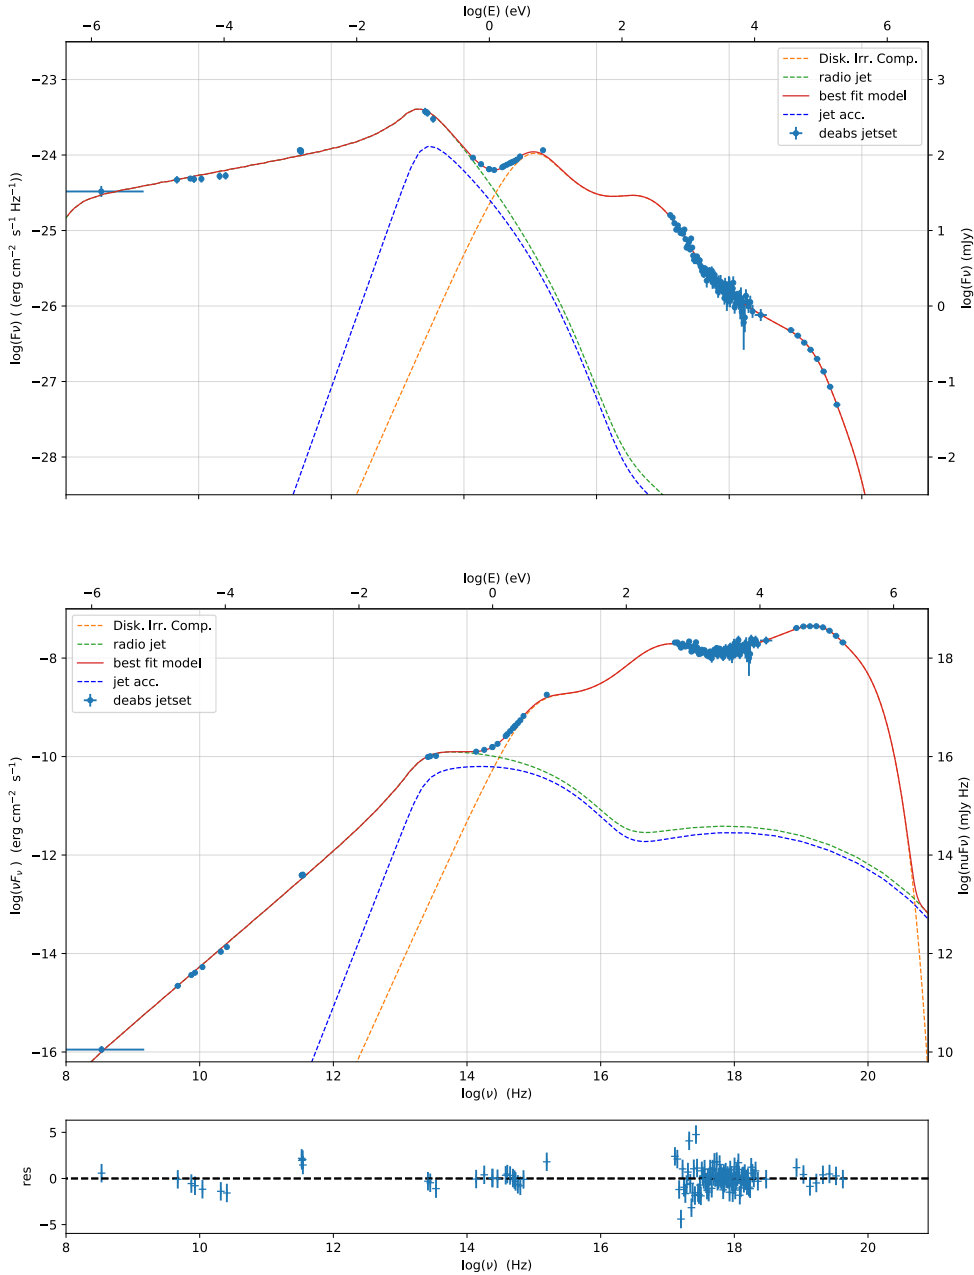 log(E) (eV)
−6 −4 −2 0 2 4 6
−23
−24
−25
−26
−27
−28
log(Fν) ( (erg cm⁻² s⁻¹ Hz⁻¹))
3
2
1
0
−1
−2
log(Fν) (mJy)
Disk. Irr. Comp.
radio jet
best fit model
jet acc.
deabs jetset
log(E) (eV)
−6 −4 −2 0 2 4 6
−8
−10
−12
−14
−16
log(νFν ) (erg cm⁻² s⁻¹)
18
16
14
12
10
log(nuFν) (mJy Hz)
Disk. Irr. Comp.
radio jet
best fit model
jet acc.
deabs jetset
8 10 12 14 16 18 20
log(ν) (Hz)
5
0
−5
res
8 10 12 14 16 18 20
log(ν) (Hz)